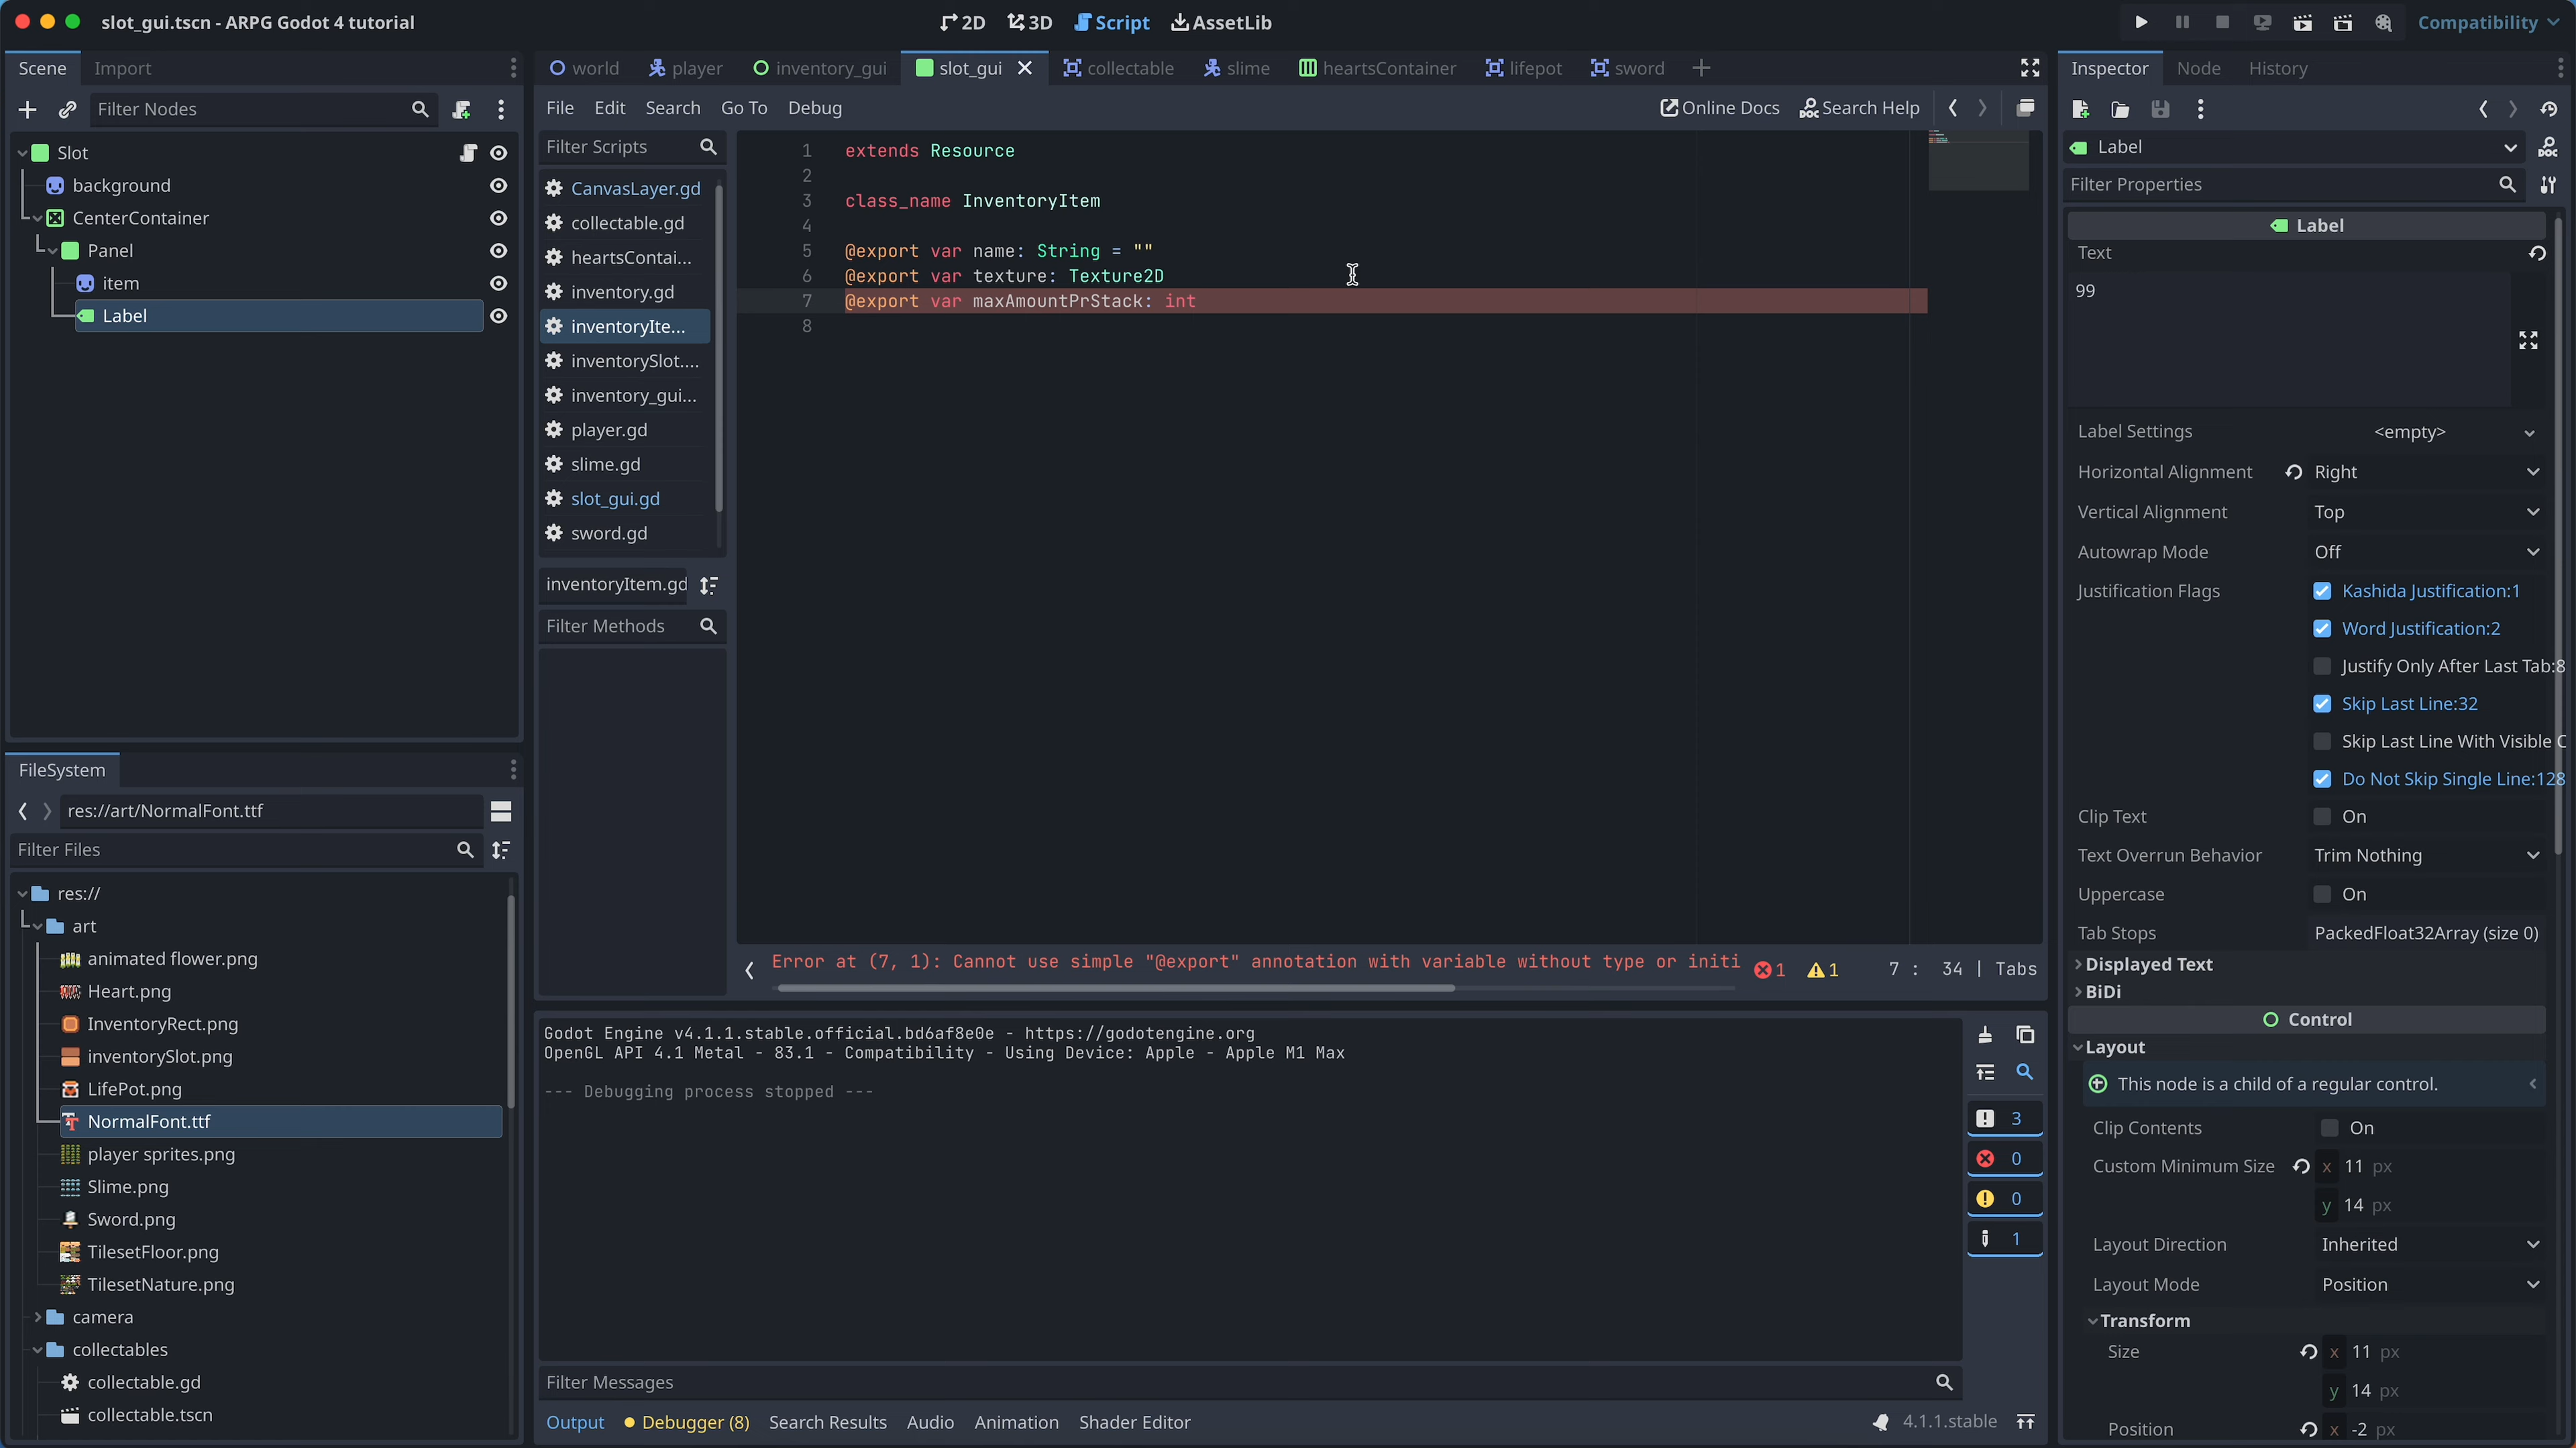 slot_gui.tscn - ARPG Godot 4 tutorial
2D 3D Script AssetLib
Compatibility
Scene Import
Filter Nodes
Slot
background
CenterContainer
Panel
item
Label
FileSystem
res://art/NormalFont.ttf
Filter Files
res://
art
animated flower.png
Heart.png
InventoryRect.png
inventorySlot.png
LifePot.png
NormalFont.ttf
player sprites.png
Slime.png
Sword.png
TilesetFloor.png
TilesetNature.png
camera
collectables
collectable.gd
collectable.tscn
world player inventory_gui slot_gui collectable slime heartsContainer lifepot sword
File Edit Search Go To Debug
Online Docs Search Help
Filter Scripts
CanvasLayer.gd
collectable.gd
heartsContai...
inventory.gd
inventoryIte...
inventorySlot....
inventory_gui...
player.gd
slime.gd
slot_gui.gd
sword.gd
inventoryItem.gd
Filter Methods
1 extends Resource
2
3 class_name InventoryItem
4
5 @export var name: String = ""
6 @export var texture: Texture2D
7 @export var maxAmountPrStack: int
8
Error at (7, 1): Cannot use simple "@export" annotation with variable without type or initi
1 1 7 : 34 | Tabs
Godot Engine v4.1.1.stable.official.bd6af8e0e - https://godotengine.org
OpenGL API 4.1 Metal - 83.1 - Compatibility - Using Device: Apple - Apple M1 Max
--- Debugging process stopped ---
3
0
0
1
Filter Messages
Output Debugger (8) Search Results Audio Animation Shader Editor
4.1.1.stable
Inspector Node History
Label
DOC
Filter Properties
Label
Text
99
Label Settings <empty>
Horizontal Alignment Right
Vertical Alignment Top
Autowrap Mode Off
Justification Flags Kashida Justification:1
Word Justification:2
Justify Only After Last Tab:8
Skip Last Line:32
Skip Last Line With Visible C
Do Not Skip Single Line:128
Clip Text On
Text Overrun Behavior Trim Nothing
Uppercase On
Tab Stops PackedFloat32Array (size 0)
Displayed Text
BiDi
Control
Layout
This node is a child of a regular control.
Clip Contents On
Custom Minimum Size x 11 px
y 14 px
Layout Direction Inherited
Layout Mode Position
Transform
Size x 11 px
y 14 px
Position x -2 px